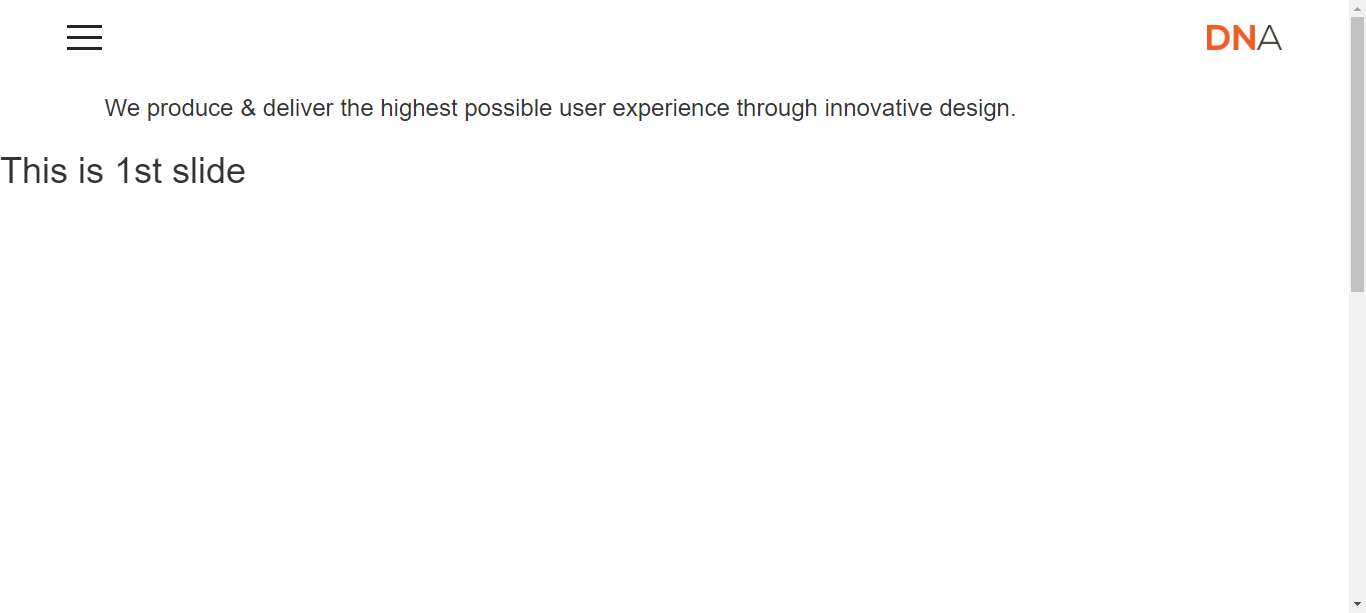 DNA
We produce & deliver the highest possible user experience through innovative design.
This is 1st slide